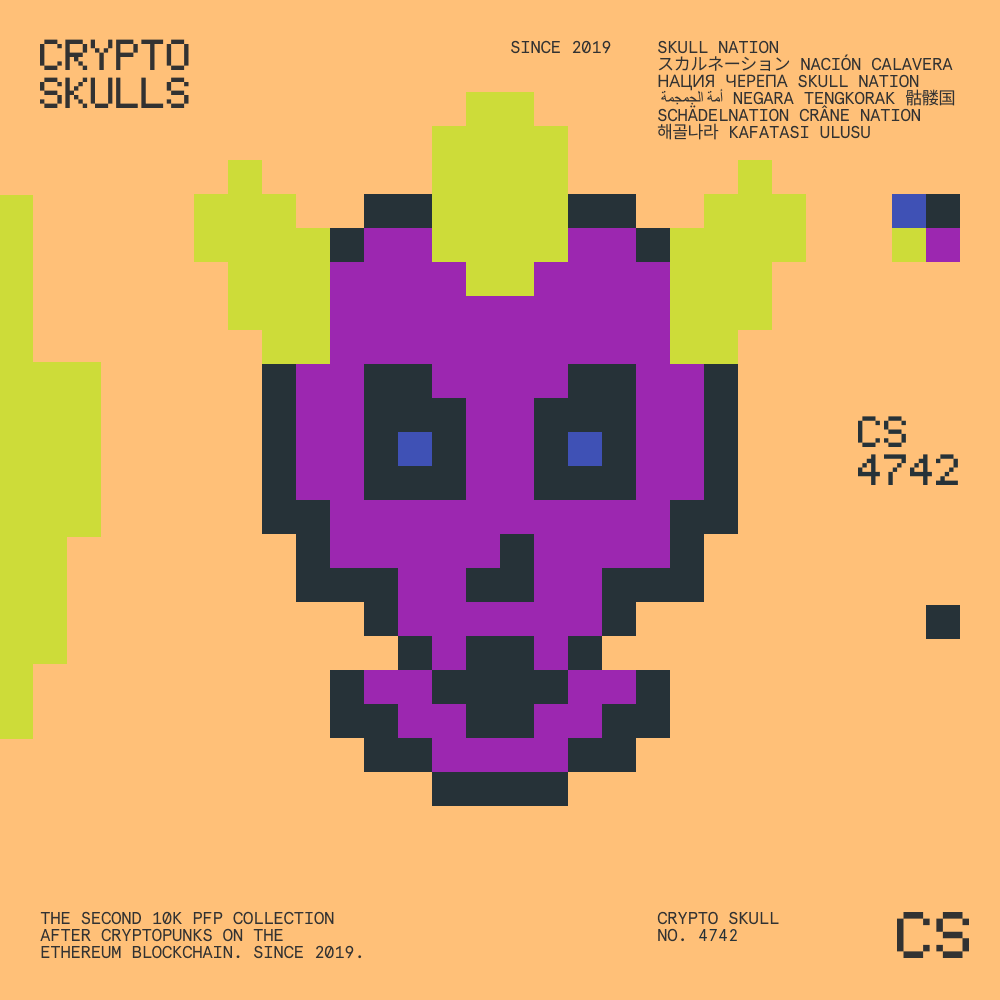 CRYPTO
SKULLS
SINCE 2019
SKULL NATION
スカルネーション NACIÓN CALAVERA
НАЦИЯ ЧЕРЕПА SKULL NATION
أمة الجمجمة NEGARA TENGKORAK 骷髅国
SCHÄDELNATION CRÂNE NATION
해골나라 KAFATASI ULUSU
CS
4742
THE SECOND 10K PFP COLLECTION
AFTER CRYPTOPUNKS ON THE
ETHEREUM BLOCKCHAIN. SINCE 2019.
CRYPTO SKULL
NO. 4742
CS